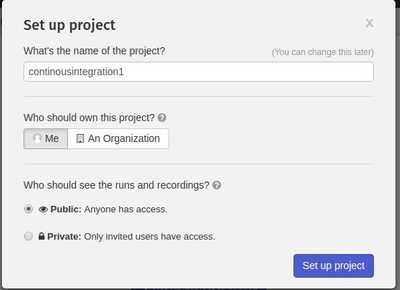 Set up project
X
What's the name of the project? (You can change this later)
continousintegration1
Who should own this project?
Me An Organization
Who should see the runs and recordings?
Public: Anyone has access.
Private: Only invited users have access.
Set up project